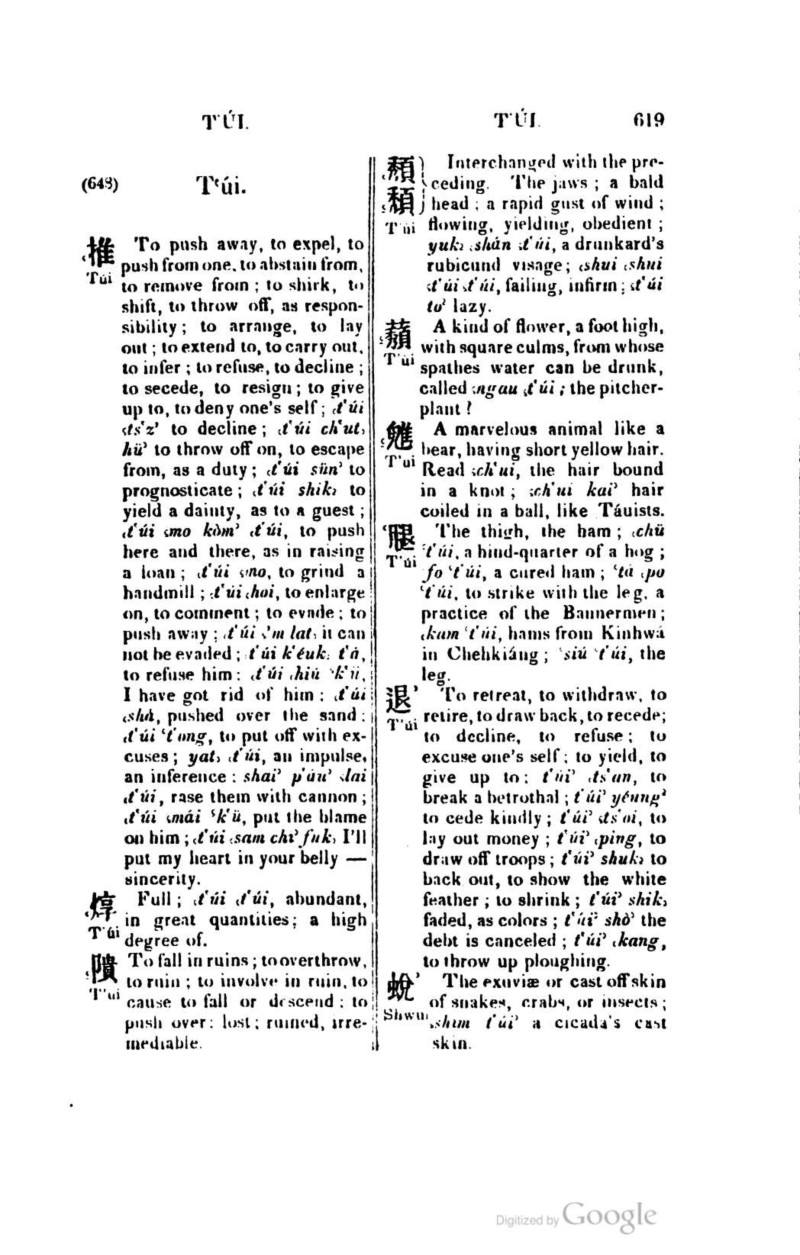 T'ÚI.
T'ÚI.
619
(648)
T‘úi.
推
T'úi
To push away, to expel, to
push from one, to abstain from,
to remove from ; to shirk, to
shift, to throw off, as respon-
sibility ; to arrange, to lay
out ; to extend to, to carry out,
to infer ; to refuse, to decline ;
to secede, to resign ; to give
up to, to deny one's self ; ₍t'úi
₍ts'z' to decline ; ₍t'úi ch'ut₎
hü' to throw off on, to escape
from, as a duty ; ₍t'úi sün' to
prognosticate ; ₍t'úi shik₎ to
yield a dainty, as to a guest ;
₍t'úi ₍mo kòm' ₍t'úi, to push
here and there, as in raising
a loan ; ₍t'úi ₍mo, to grind a
handmill ; ₍t'úi ₍hoi, to enlarge
on, to comment ; to evade ; to
push away ; ₍t'úi ₍'m lat₎ it can
not be evaded ; t'úi k'éuk₎ t'á,
to refuse him ; ₍t'úi ₍hiú ‘k'ü,
I have got rid of him ; ₍t'úi
₍shá, pushed over the sand ;
₍t'úi ‘t'ong, to put off with ex-
cuses ; yat₎ ₍t'úi, an impulse,
an inference ; shai' p'áu' ₍lai
₍t'úi, rase them with cannon ;
₍t'úi ₍mái ‘k'ü, put the blame
on him ; ₍t'úi ₍sam chi' fuk₎ I'll
put my heart in your belly —
sincerity.
焞
T'úi
Full ; ₍t'úi ₍t'úi, abundant,
in great quantities ; a high
degree of.
隤
T'ui
To fall in ruins ; to overthrow,
to ruin ; to involve in ruin, to
cause to fall or descend ; to
push over ; lost ; ruined, irre-
mediable.
頹
穨
T'úi
Interchanged with the pre-
ceding. The jaws ; a bald
head ; a rapid gust of wind ;
flowing, yielding, obedient ;
yuk₎ ₍shán ₍t'úi, a drunkard's
rubicund visage ; ₍shui ₍shui
₍t'úi ₍t'úi, failing, infirm ; ₍t'úi
to' lazy.
蘈
T'ui
A kind of flower, a foot high,
with square culms, from whose
spathes water can be drunk,
called ₍ngau ₍t'úi ; the pitcher-
plant ?
魋
T'ui
A marvelous animal like a
bear, having short yellow hair.
Read ₍ch'ui, the hair bound
in a knot ; ₍ch'ui kai' hair
coiled in a ball, like Táuists.
腿
T'úi
The thigh, the ham ; ₍chü
‘t'úi, a hind-quarter of a hog ;
fo ‘t'úi, a cured ham ; ‘tá ₍po
‘t'úi, to strike with the leg, a
practice of the Bannermen ;
₍kam ‘t'úi, hams from Kinhwá
in Chehkiáng ; ‘siú ‘t'úi, the
leg.
退
T'úi
To retreat, to withdraw, to
retire, to draw back, to recede ;
to decline, to refuse ; to
excuse one's self ; to yield, to
give up to ; t'úi' ₍ts'an, to
break a betrothal ; t'úi' yéung'
to cede kindly ; t'úi' ₍ts'oi, to
lay out money ; t'úi' ₍ping, to
draw off troops ; t'úi' shuk₎ to
back out, to show the white
feather ; to shrink ; t'úi' shik₎
faded, as colors ; t'úi' shò' the
debt is canceled ; t'úi' ₍kang,
to throw up ploughing.
蛻
Shwui
The exuviæ or cast off skin
of snakes, crabs, or insects ;
₍shim t'úi' a cicada's cast
skin.
Digitized by Google